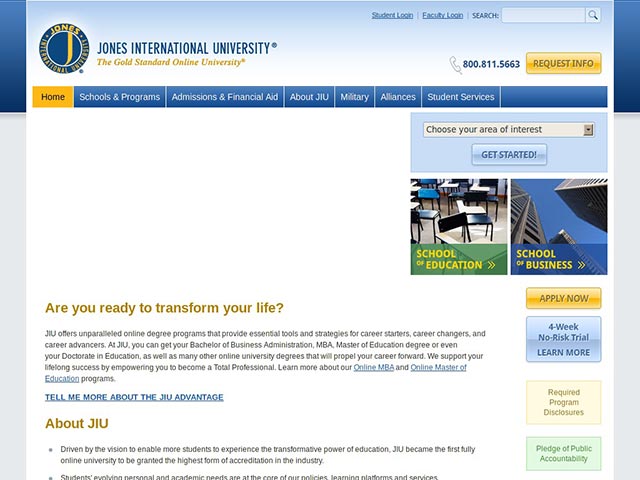 Student Login | Faculty Login | SEARCH:
JONES INTERNATIONAL UNIVERSITY
JONES INTERNATIONAL UNIVERSITY®
The Gold Standard Online University®
800.811.5663 REQUEST INFO
Home Schools & Programs Admissions & Financial Aid About JIU Military Alliances Student Services
Choose your area of interest
GET STARTED!
SCHOOL OF EDUCATION »
SCHOOL OF BUSINESS »
APPLY NOW
4-Week
No-Risk Trial
LEARN MORE
Required
Program
Disclosures
Pledge of Public
Accountability
Are you ready to transform your life?
JIU offers unparalleled online degree programs that provide essential tools and strategies for career starters, career changers, and
career advancers. At JIU, you can get your Bachelor of Business Administration, MBA, Master of Education degree or even
your Doctorate in Education, as well as many other online university degrees that will propel your career forward. We support your
lifelong success by empowering you to become a Total Professional. Learn more about our Online MBA and Online Master of
Education programs.
TELL ME MORE ABOUT THE JIU ADVANTAGE
About JIU
Driven by the vision to enable more students to experience the transformative power of education, JIU became the first fully
online university to be granted the highest form of accreditation in the industry.
Students' evolving personal and academic needs are at the core of our policies, learning platforms and services.